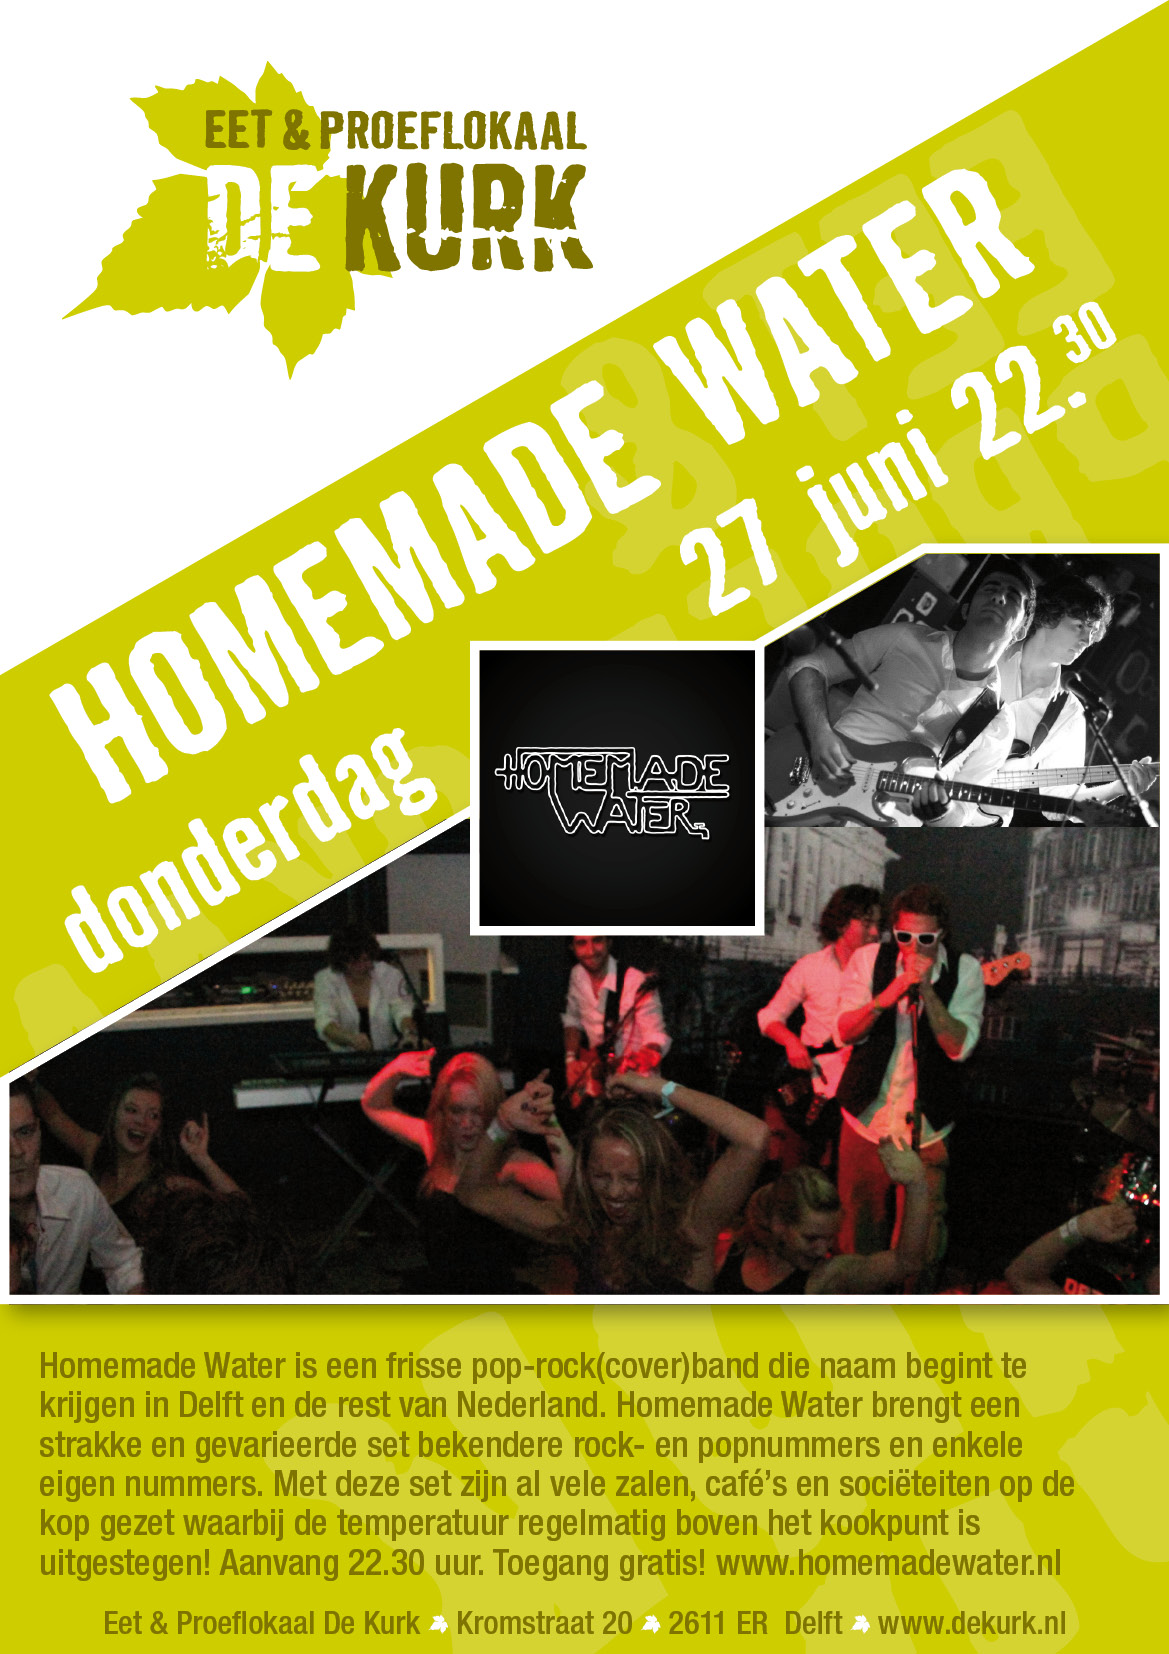 EET & PROEFLOKAAL
DE KURK
HOMEMADE WATER
donderdag 27 juni 22.30
HOMEMADE
WATER
Homemade Water is een frisse pop-rock(cover)band die naam begint te
krijgen in Delft en de rest van Nederland. Homemade Water brengt een
strakke en gevarieerde set bekendere rock- en popnummers en enkele
eigen nummers. Met deze set zijn al vele zalen, café's en sociëteiten op de
kop gezet waarbij de temperatuur regelmatig boven het kookpunt is
uitgestegen! Aanvang 22.30 uur. Toegang gratis! www.homemadewater.nl
Eet & Proeflokaal De Kurk Kromstraat 20 2611 ER Delft www.dekurk.nl